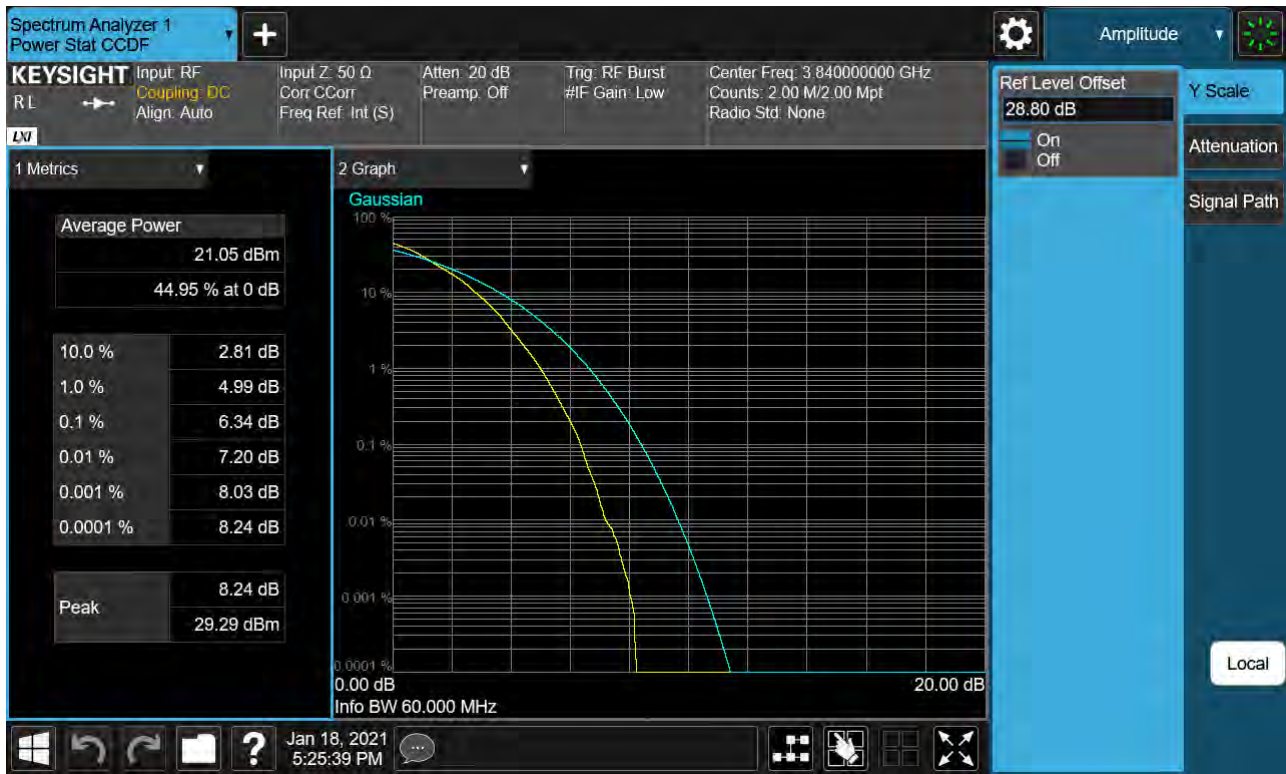 Spectrum Analyzer 1
Power Stat CCDF
+
Amplitude
KEYSIGHT
RL
LXI
Input: RF
Coupling: DC
Align: Auto
Input Z: 50 Ω
Corr CCorr
Freq Ref: Int (S)
Atten: 20 dB
Preamp: Off
Trig: RF Burst
#IF Gain: Low
Center Freq: 3.840000000 GHz
Counts: 2.00 M/2.00 Mpt
Radio Std: None
Ref Level Offset
28.80 dB
On
Off
Y Scale
Attenuation
Signal Path
Local
1 Metrics
Average Power
21.05 dBm
44.95 % at 0 dB
10.0 % 2.81 dB
1.0 % 4.99 dB
0.1 % 6.34 dB
0.01 % 7.20 dB
0.001 % 8.03 dB
0.0001 % 8.24 dB
Peak
8.24 dB
29.29 dBm
2 Graph
Gaussian
100 %
10 %
1 %
0.1 %
0.01 %
0.001 %
0.0001 %
0.00 dB 20.00 dB
Info BW 60.000 MHz
?
Jan 18, 2021
5:25:39 PM